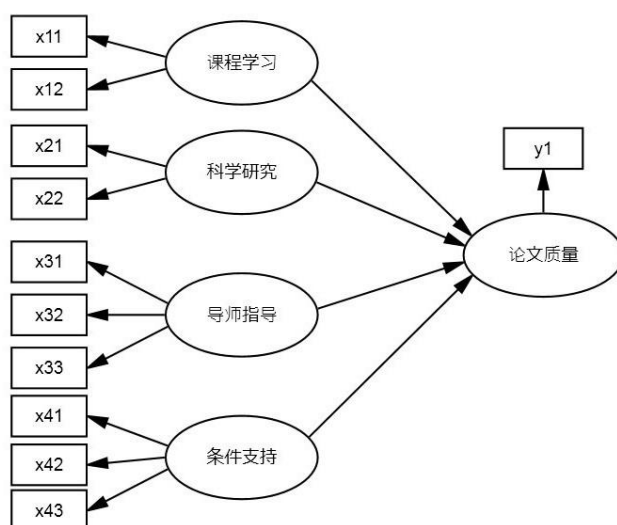 x11
x12
课程学习
x21
x22
科学研究
y1
论文质量
x31
x32
x33
导师指导
x41
x42
x43
条件支持